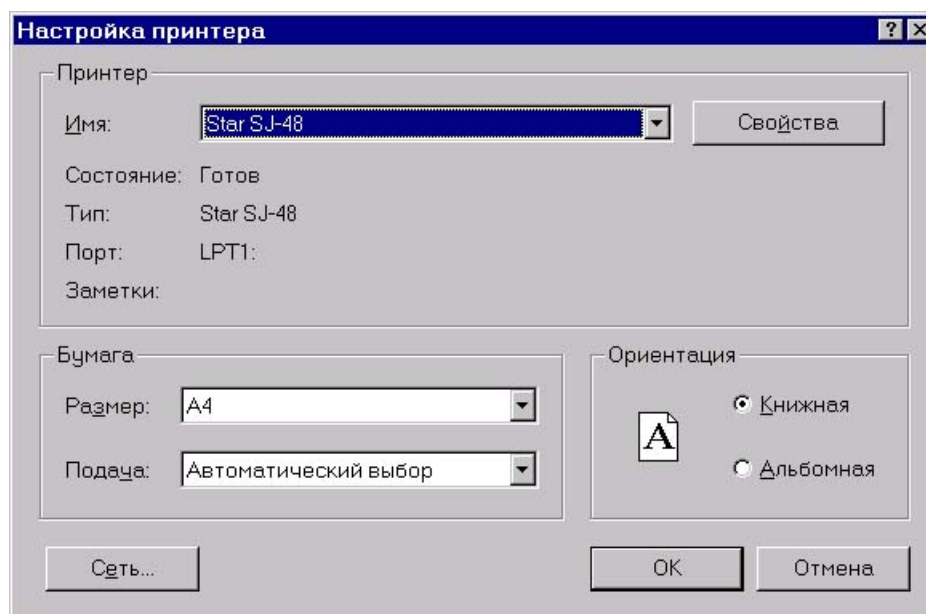 Настройка принтера
Принтер
Имя: Star SJ-48 Свойства
Состояние: Готов
Тип: Star SJ-48
Порт: LPT1:
Заметки:
Бумага
Размер: A4
Подача: Автоматический выбор
Ориентация
A
Книжная
Альбомная
Сеть... OK Отмена